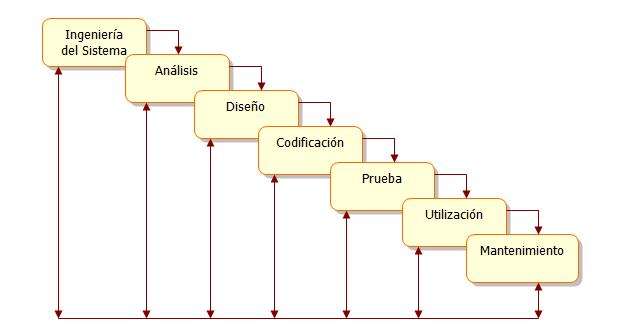 Ingeniería
del Sistema
Análisis
Diseño
Codificación
Prueba
Utilización
Mantenimiento